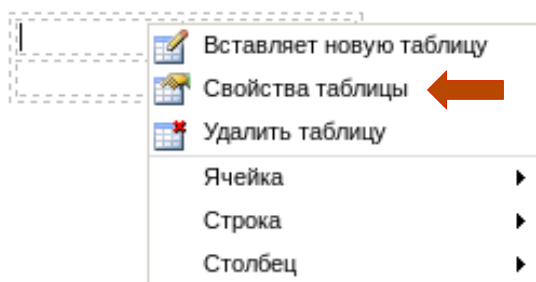 Вставляет новую таблицу
Свойства таблицы
Удалить таблицу
Ячейка
Строка
Столбец